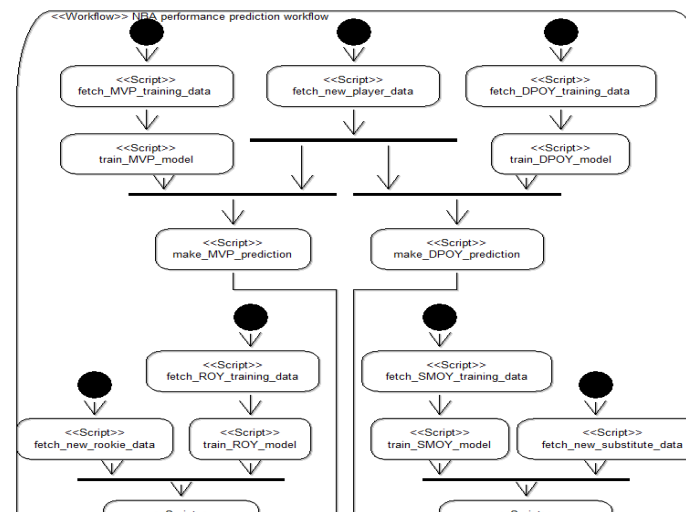 <<Workflow>> NBA performance prediction workflow
<<Script>>
fetch_MVP_training_data
<<Script>>
fetch_new_player_data
<<Script>>
fetch_DPOY_training_data
<<Script>>
train_MVP_model
<<Script>>
train_DPOY_model
<<Script>>
make_MVP_prediction
<<Script>>
make_DPOY_prediction
<<Script>>
fetch_ROY_training_data
<<Script>>
fetch_SMOY_training_data
<<Script>>
fetch_new_rookie_data
<<Script>>
train_ROY_model
<<Script>>
train_SMOY_model
<<Script>>
fetch_new_substitute_data